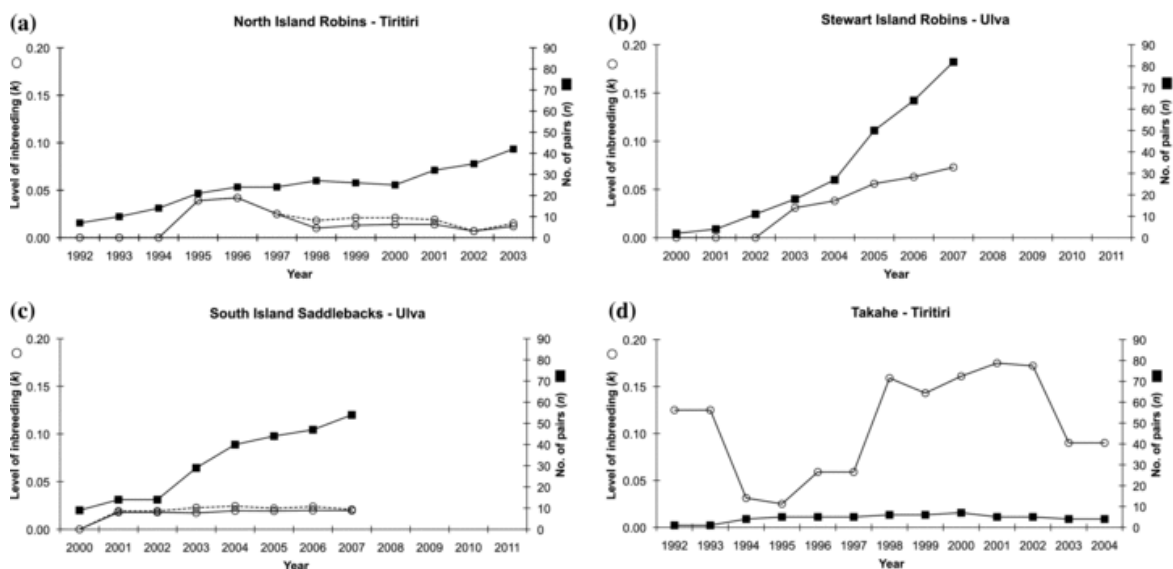 (a)
North Island Robins - Tiritiri
0.20
0.15
0.10
0.05
0.00
Level of inbreeding (k)
90
80
70
60
50
40
30
20
10
0
No. of pairs (n)
1992 1993 1994 1995 1996 1997 1998 1999 2000 2001 2002 2003
Year
(b)
Stewart Island Robins - Ulva
0.20
0.15
0.10
0.05
0.00
Level of inbreeding (k)
90
80
70
60
50
40
30
20
10
0
No. of pairs (n)
2000 2001 2002 2003 2004 2005 2006 2007 2008 2009 2010 2011
Year
(c)
South Island Saddlebacks - Ulva
0.20
0.15
0.10
0.05
0.00
Level of inbreeding (k)
90
80
70
60
50
40
30
20
10
0
No. of pairs (n)
2000 2001 2002 2003 2004 2005 2006 2007 2008 2009 2010 2011
Year
(d)
Takahe - Tiritiri
0.20
0.15
0.10
0.05
0.00
Level of inbreeding (k)
90
80
70
60
50
40
30
20
10
0
No. of pairs (n)
1992 1993 1994 1995 1996 1997 1998 1999 2000 2001 2002 2003 2004
Year